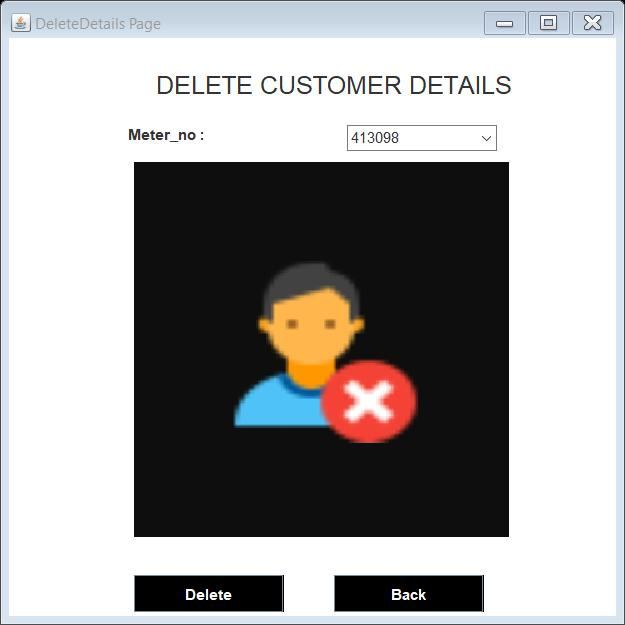 DeleteDetails Page
DELETE CUSTOMER DETAILS
Meter_no :
413098
Delete
Back